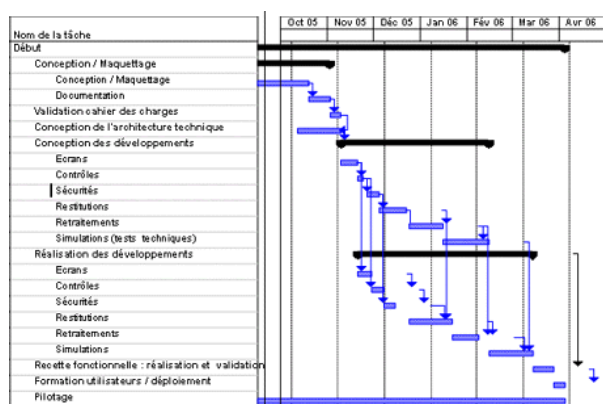 Oct 05 Nov 05 Déc 05 Jan 06 Fév 06 Mar 06 Avr 06
Nom de la tâche
Début
Conception / Maquettage
Conception / Maquettage
Documentation
Validation cahier des charges
Conception de l'architecture technique
Conception des développements
Ecrans
Contrôles
Sécurités
Restitutions
Retraitements
Simulations (tests techniques)
Réalisation des développements
Ecrans
Contrôles
Sécurités
Restitutions
Retraitements
Simulations
Recette fonctionnelle : réalisation et validation
Formation utilisateurs / déploiement
Pilotage